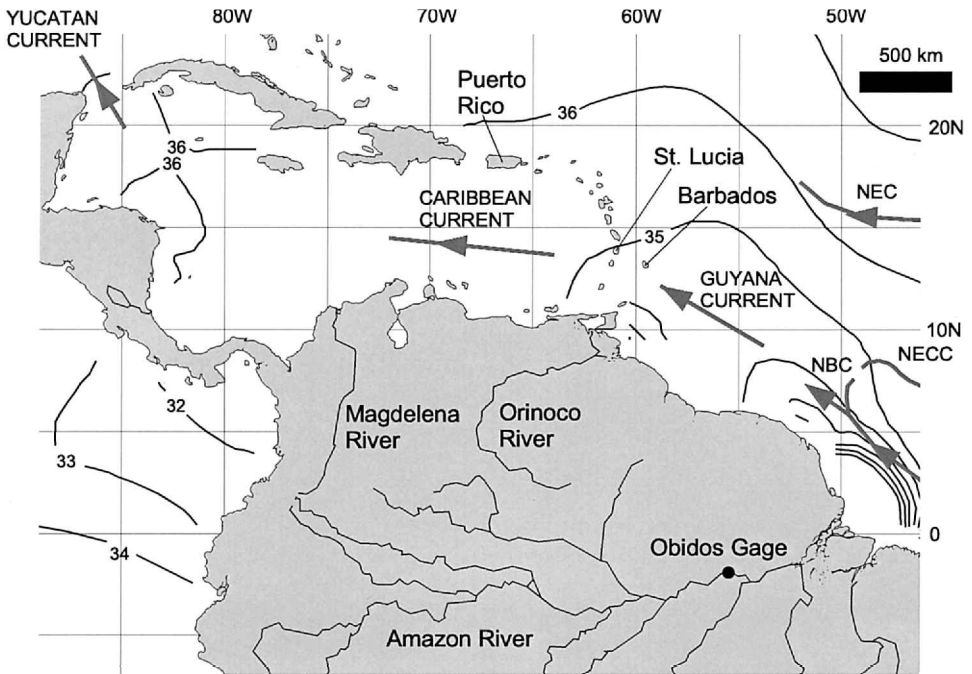 YUCATAN
CURRENT
80W
70W
60W
50W
500 km
Puerto
Rico
36
20N
St. Lucia
36
36
Barbados
NEC
CARIBBEAN
CURRENT
35
GUYANA
CURRENT
10N
NECC
NBC
32
Magdelena
River
Orinoco
River
33
34
0
Obidos Gage
Amazon River